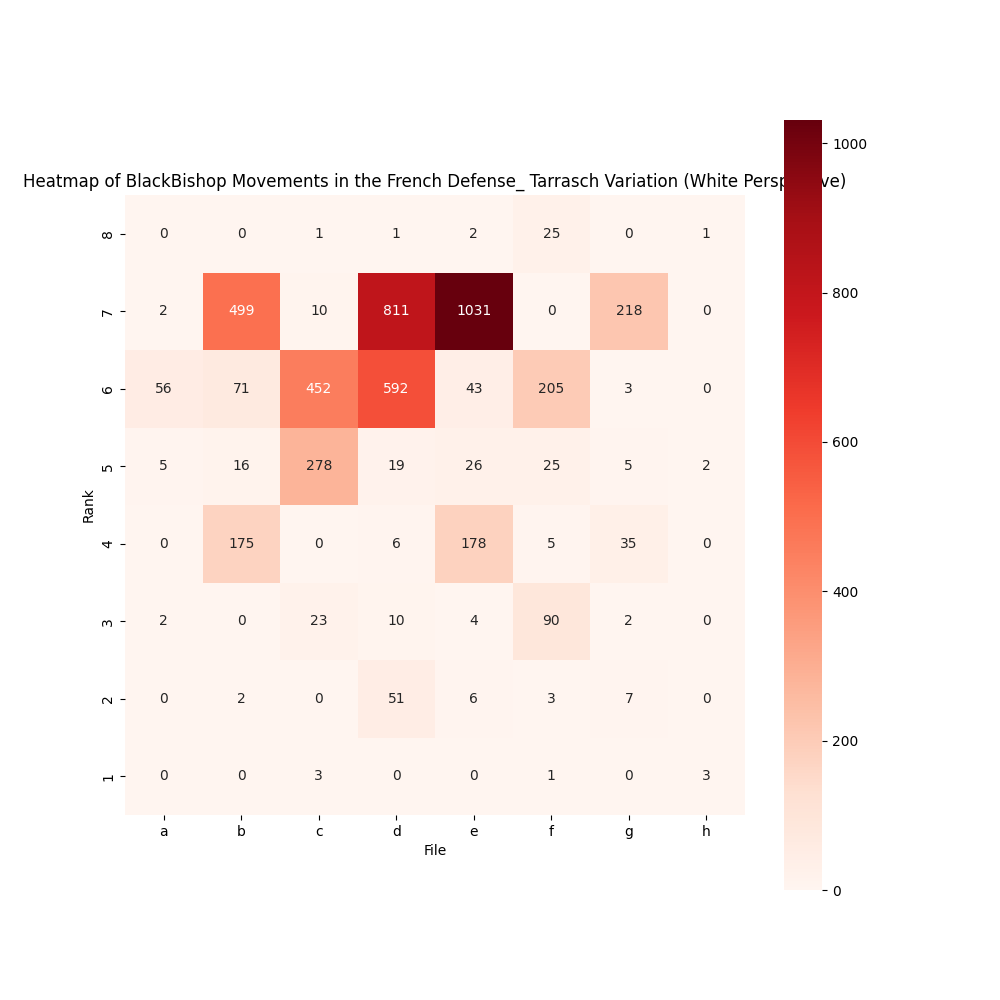 Heatmap of BlackBishop Movements in the French Defense_ Tarrasch Variation (White Perspective)
Rank
8 0 0 1 1 2 25 0 1
7 2 499 10 811 1031 0 218 0
6 56 71 452 592 43 205 3 0
5 5 16 278 19 26 25 5 2
4 0 175 0 6 178 5 35 0
3 2 0 23 10 4 90 2 0
2 0 2 0 51 6 3 7 0
1 0 0 3 0 0 1 0 3
a b c d e f g h
File
1000
800
600
400
200
0